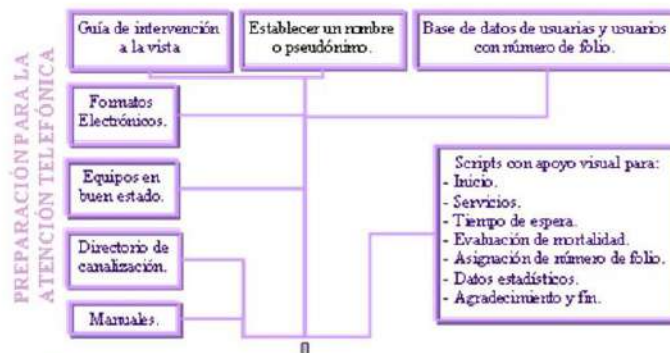 PREPARACIÓN PARA LA
ATENCIÓN TELEFÓNICA
Guía de intervención
a la vista
Establecer un nombre
o pseudónimo.
Base de datos de usuarias y usuarios
con número de folio.
Formatos
Electrónicos.
Equipos en
buen estado.
Directorio de
canalización.
Manuales.
Scripts con apoyo visual para:
- Inicio.
- Servicios.
- Tiempo de espera.
- Evaluación de mortalidad.
- Asignación de número de folio.
- Datos estadísticos.
- Agradecimiento y fin.